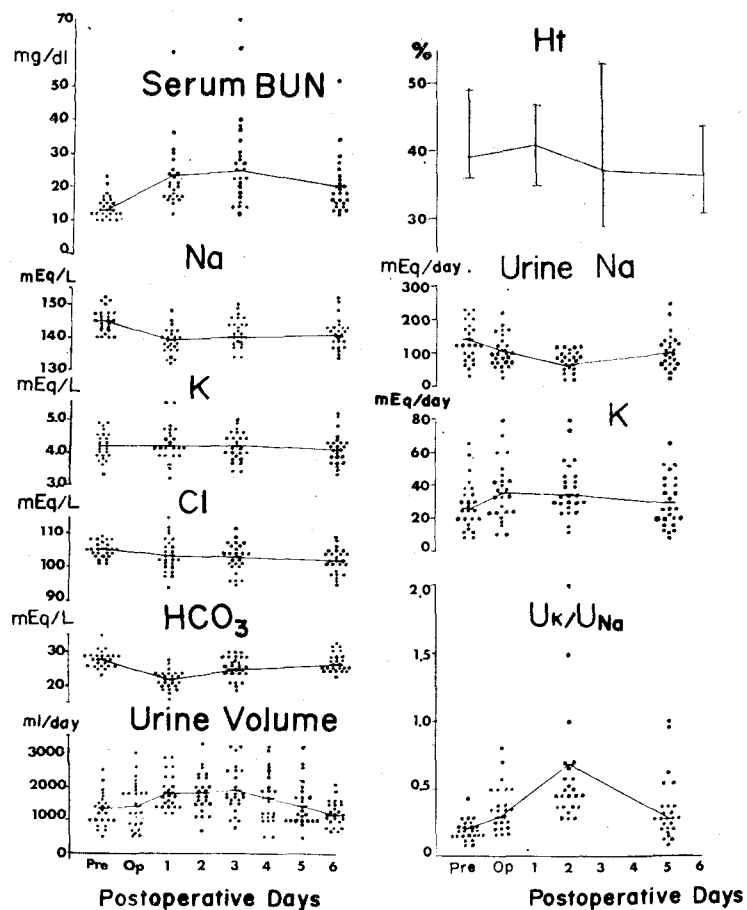 70
mg/dl
50
Serum BUN
40
30
20
10
0
Na
mEq/L
150
140
130
mEq/L
K
5.0
4.0
3.0
mEq/L
Cl
110
100
90
mEq/L
HCO3
30
20
ml/day
Urine Volume
3000
2000
1000
0
Pre Op 1 2 3 4 5 6
Postoperative Days
%
Ht
50
40
30
mEq/day.
Urine Na
300
200
100
0
mEq/day
K
80
60
40
20
0
2,0
UK/UNa
1,5
1,0
0,5
0
Pre Op 1 2 3 4 5 6
Postoperative Days